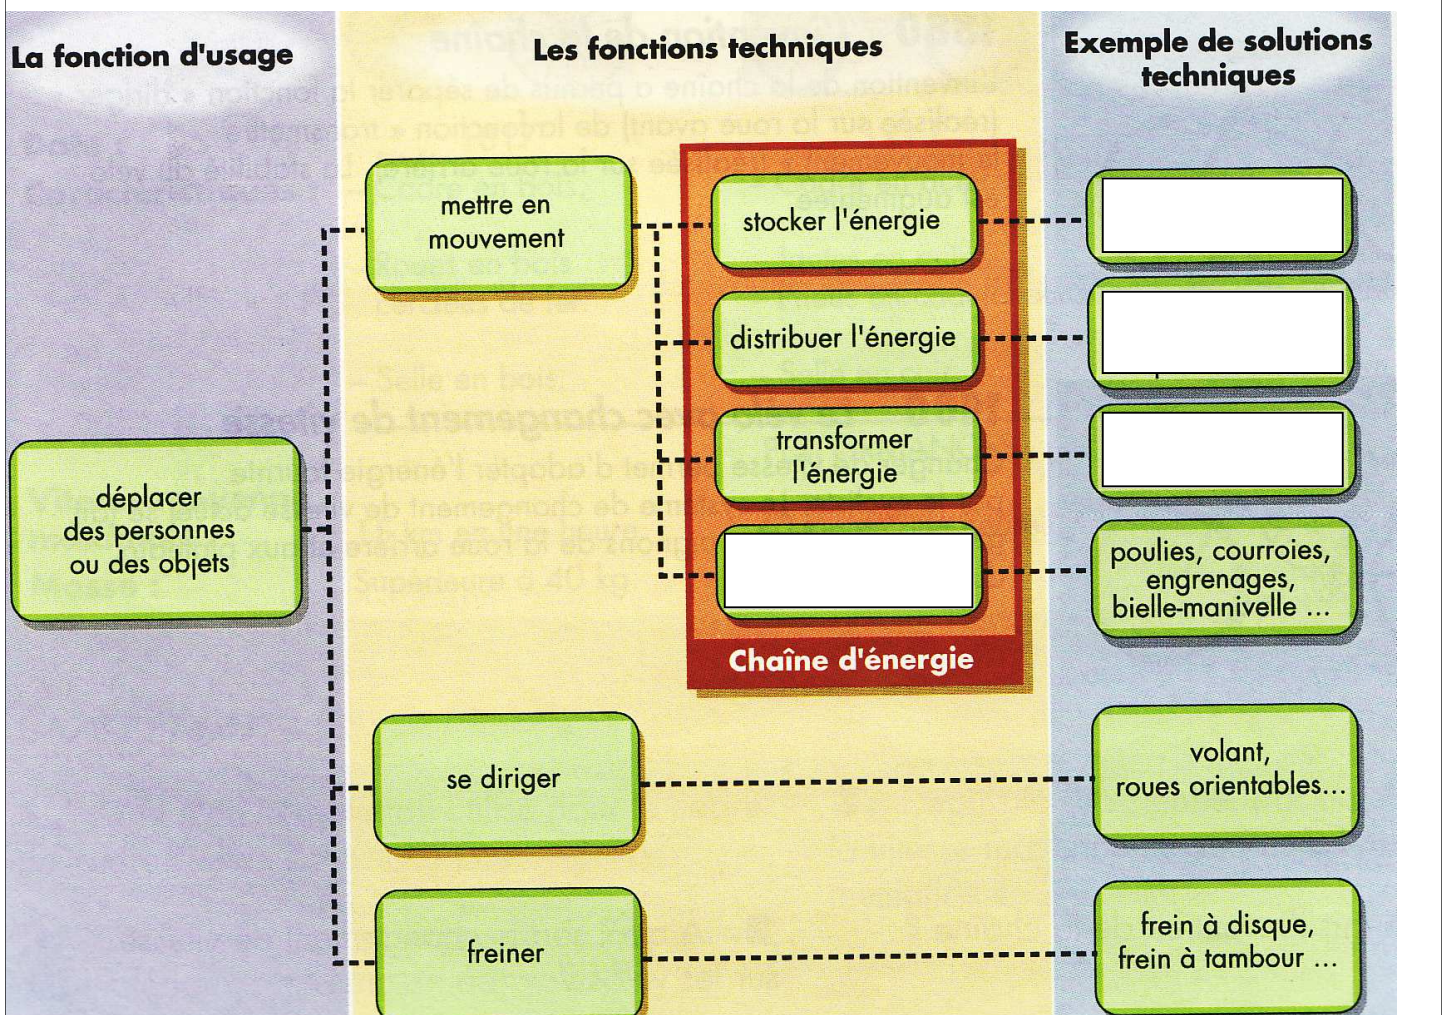 La fonction d'usage
Les fonctions techniques
Exemple de solutions
techniques
déplacer
des personnes
ou des objets
mettre en
mouvement
stocker l'énergie
distribuer l'énergie
transformer
l'énergie
poulies, courroies,
engrenages,
bielle-manivelle ...
Chaîne d'énergie
se diriger
volant,
roues orientables...
freiner
frein à disque,
frein à tambour ...